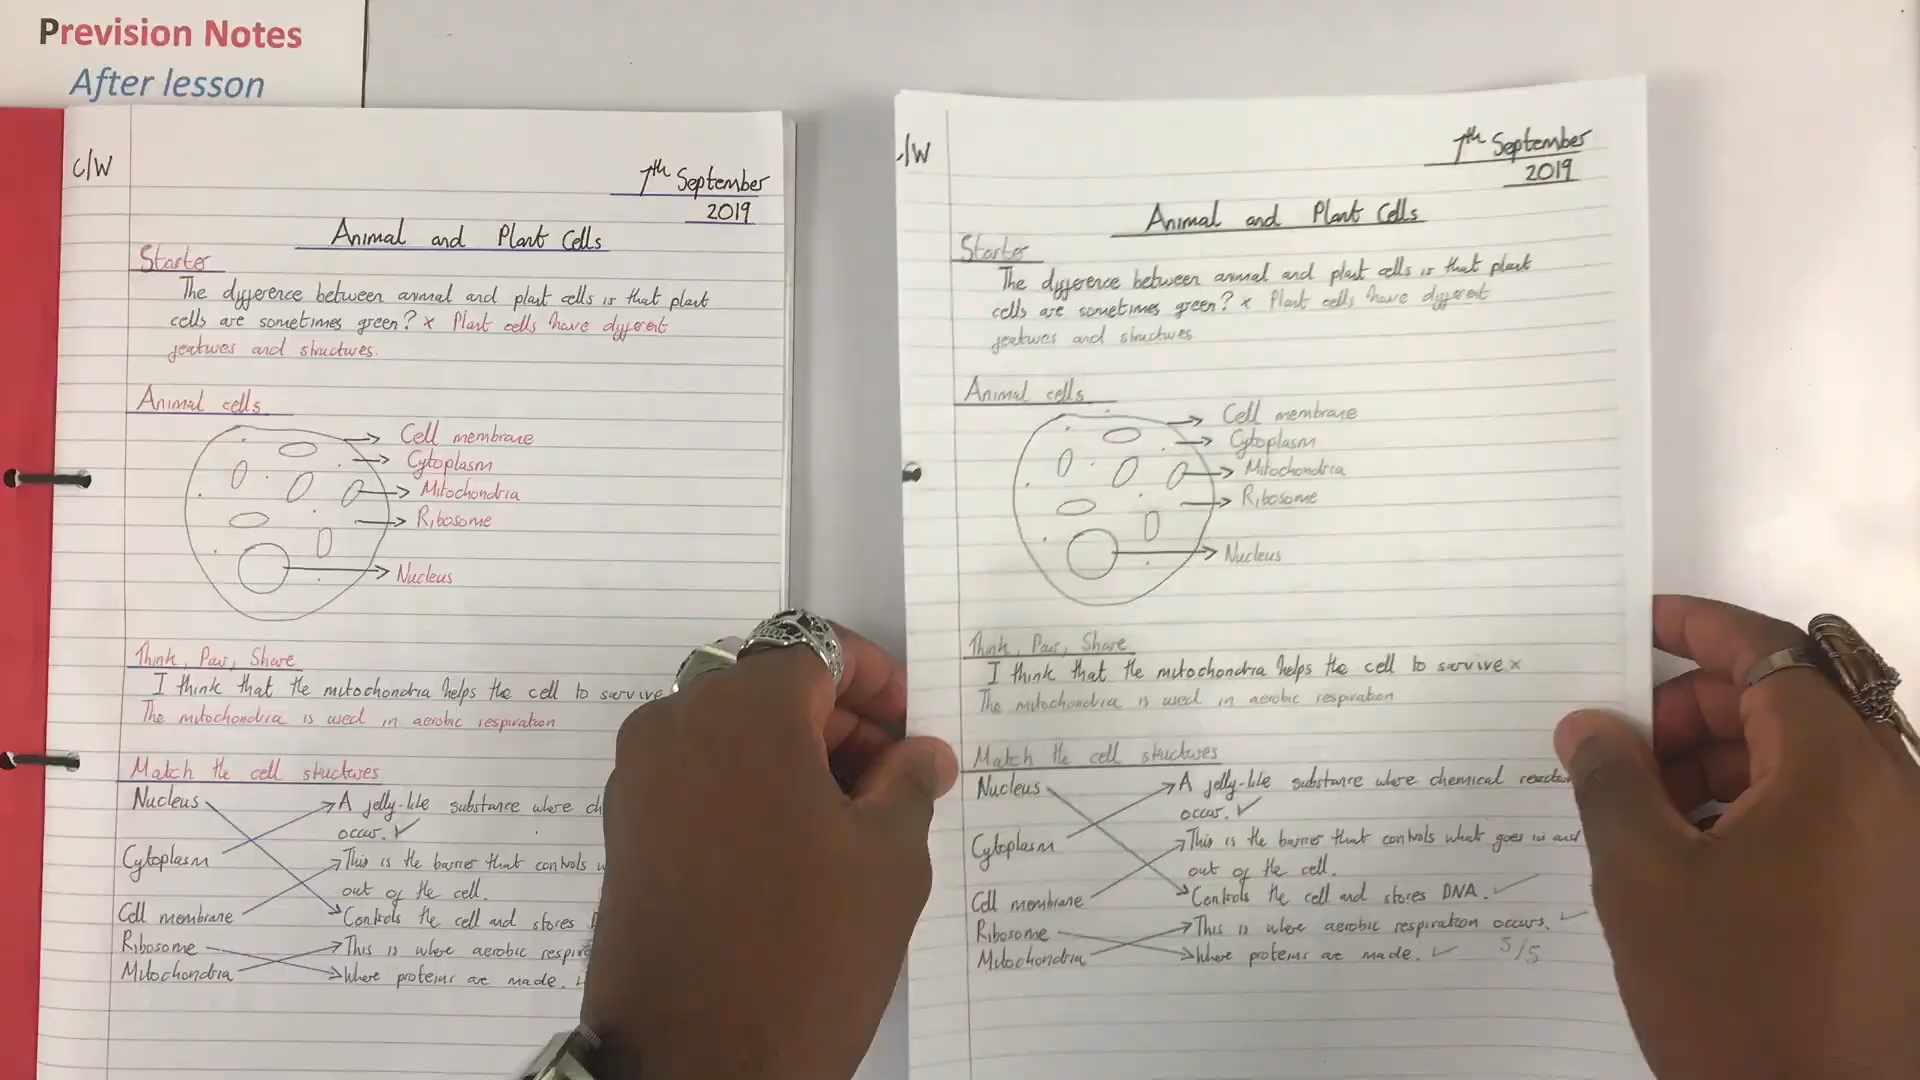 Prevision Notes
After lesson
C/W
7th September
2019
Animal and Plant Cells
Starter
The difference between animal and plant cells is that plant
cells are sometimes green? x Plant cells have different
features and structures.
Animal cells
Cell membrane
Cytoplasm
Mitochondria
Ribosome
Nucleus
Think, Pair, Share
I think that the mitochondria helps the cell to survive
The mitochondria is used in aerobic respiration
Match the cell structures
Nucleus
Cytoplasm
Cell membrane
Ribosome
Mitochondria
A jelly-like substance where ch
occur. ✓
This is the barrier that controls w
out of the cell.
Controls the cell and stores
This is where aerobic respira
Where proteins are made.
/W
7th September
2019
Animal and Plant Cells
Starter
The difference between animal and plant cells is that plant
cells are sometimes green? x Plant cells have different
features and structures
Animal cells
Cell membrane
Cytoplasm
Mitochondria
Ribosome
Nucleus
Think, Pair, Share
I think that the mitochondria helps the cell to survive x
The mitochondria is used in aerobic respiration
Match the cell structures
Nucleus
Cytoplasm
Cell membrane
Ribosome
Mitochondria
A jelly-like substance where chemical reaction
occur. ✓
This is the barrier that controls what goes in and
out of the cell.
Controls the cell and stores DNA. ✓
This is where aerobic respiration occurs. ✓
Where proteins are made. ✓ 5/5